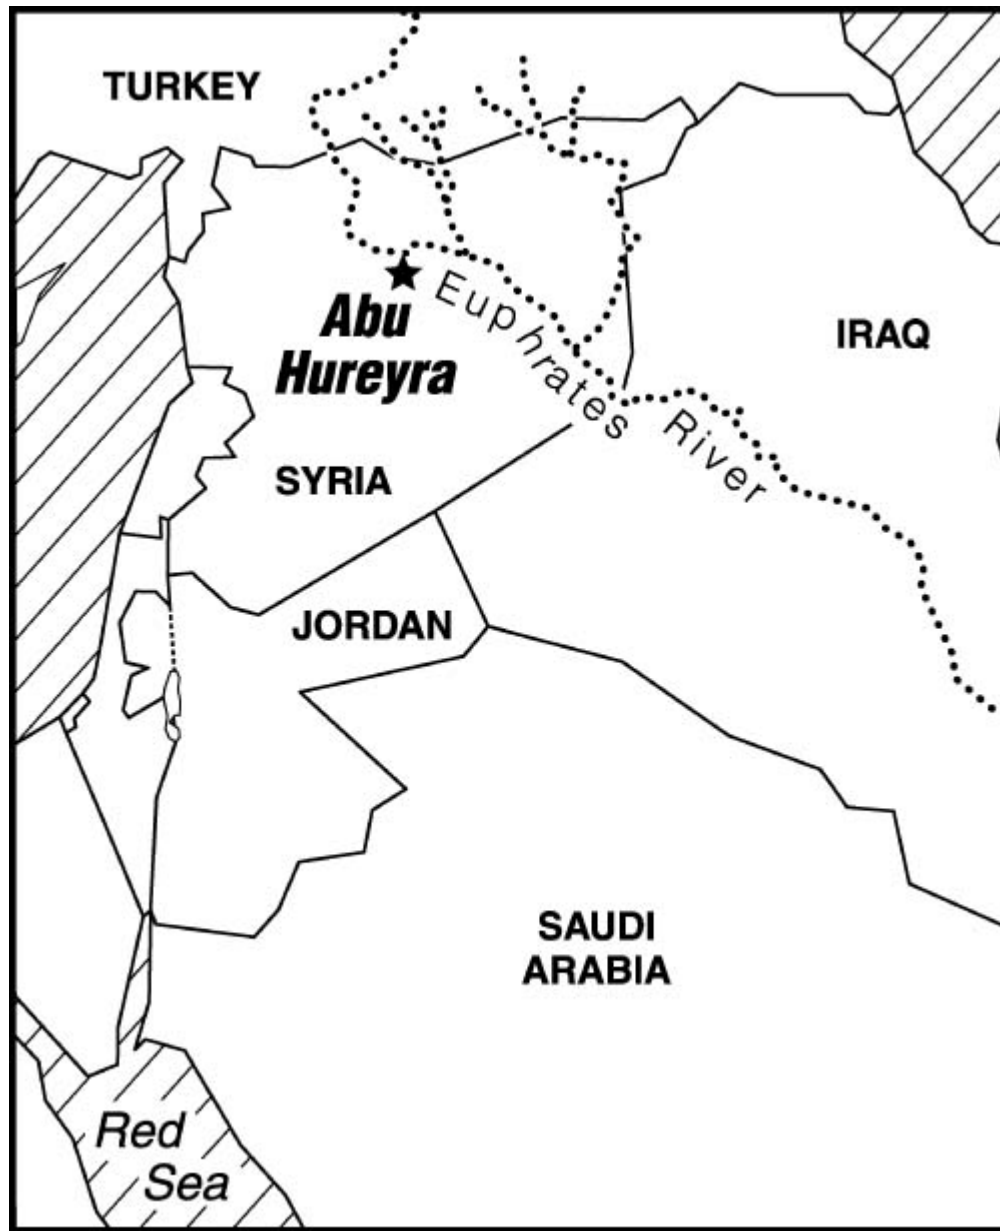 TURKEY
Abu
Hureyra
Euphrates River
IRAQ
SYRIA
JORDAN
SAUDI
ARABIA
Red
Sea